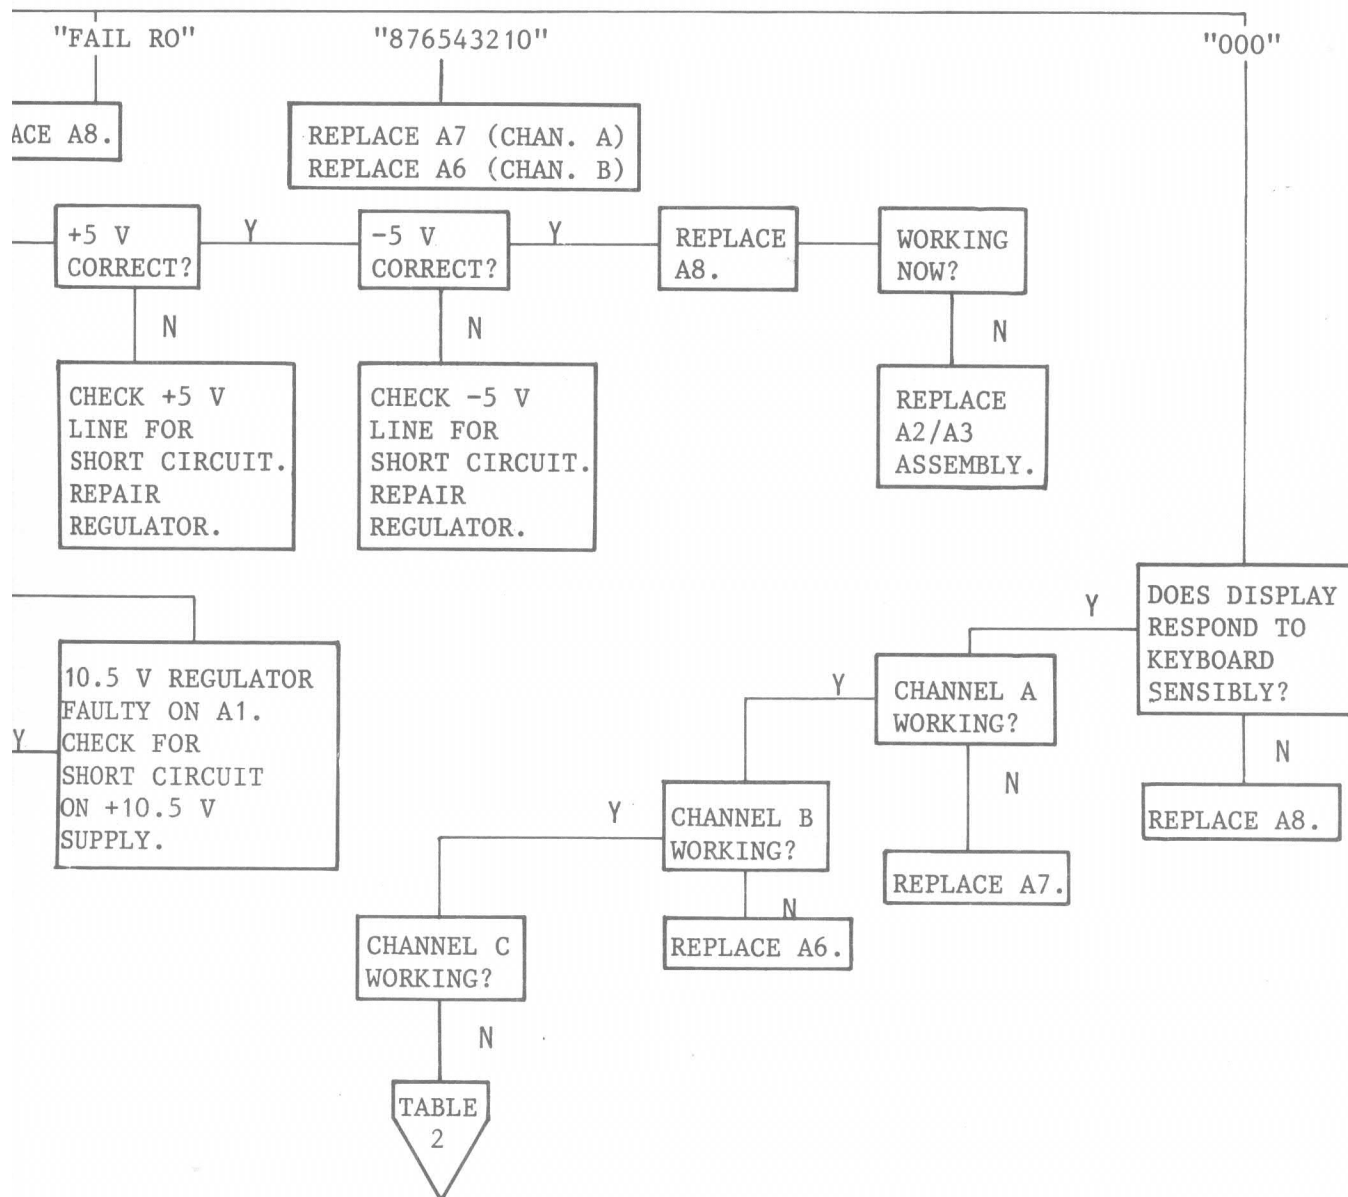 "FAIL RO"
"876543210"
"000"
ACE A8.
REPLACE A7 (CHAN. A)
REPLACE A6 (CHAN. B)
+5 V
CORRECT?
Y
-5 V
CORRECT?
Y
REPLACE
A8.
WORKING
NOW?
N
N
N
CHECK +5 V
LINE FOR
SHORT CIRCUIT.
REPAIR
REGULATOR.
CHECK -5 V
LINE FOR
SHORT CIRCUIT.
REPAIR
REGULATOR.
REPLACE
A2/A3
ASSEMBLY.
DOES DISPLAY
RESPOND TO
KEYBOARD
SENSIBLY?
Y
N
REPLACE A8.
Y
10.5 V REGULATOR
FAULTY ON A1.
CHECK FOR
SHORT CIRCUIT
ON +10.5 V
SUPPLY.
CHANNEL A
WORKING?
Y
N
REPLACE A7.
CHANNEL B
WORKING?
Y
N
REPLACE A6.
CHANNEL C
WORKING?
N
TABLE
2